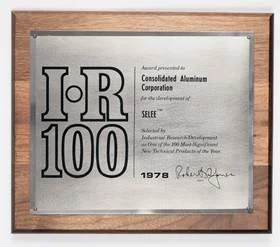 I·R
100
Award presented to
Consolidated Aluminum
Corporation
for the development of
SELEE™
Selected by
Industrial Research/Development
as One of the 100 Most Significant
New Technical Products of the Year.
1978